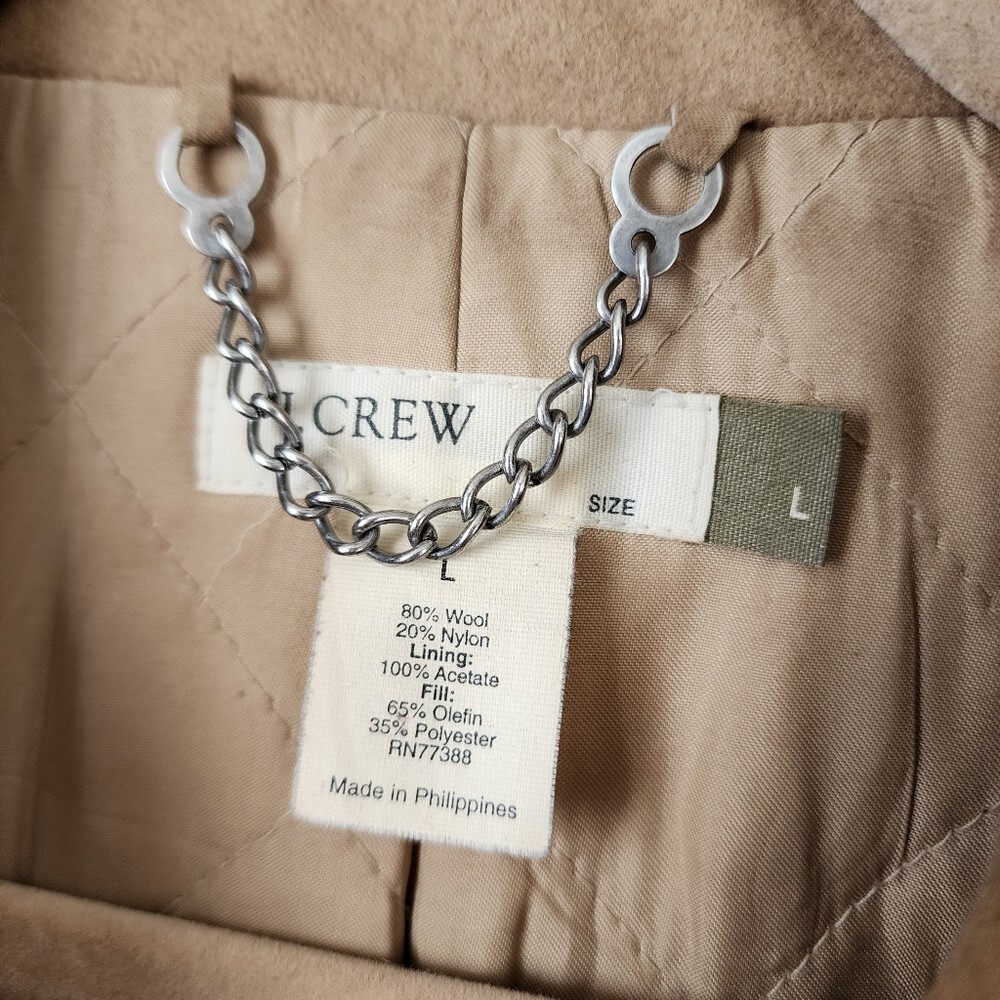 J.CREW
SIZE
L
L
80% Wool
20% Nylon
Lining:
100% Acetate
Fill:
65% Olefin
35% Polyester
RN77388
Made in Philippines